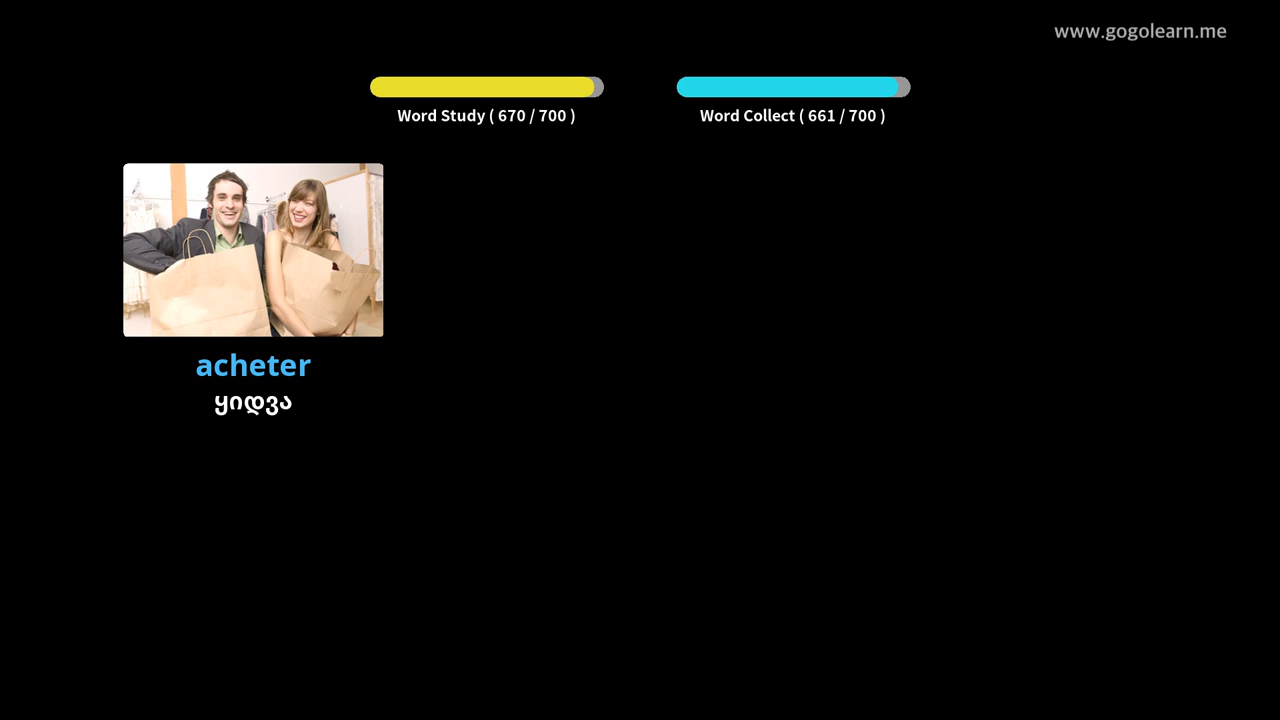 www.gogolearn.me
Word Study ( 670 / 700 )
Word Collect ( 661 / 700 )
acheter
ყიდვა